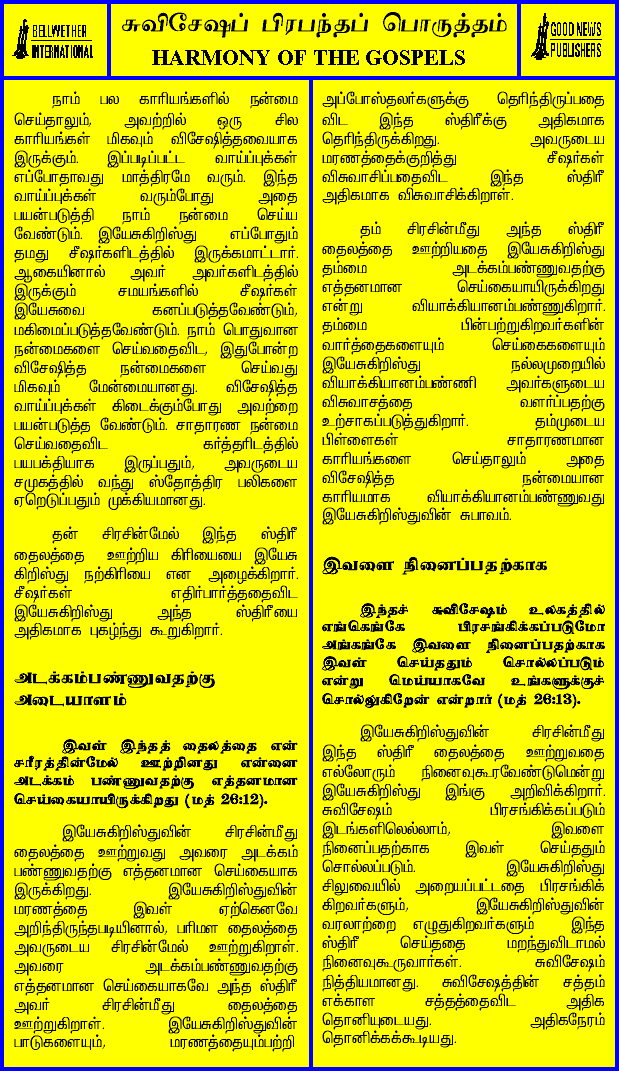 BELLWETHER
INTERNATIONAL
சுவிசேஷப் பிரபந்தப் பொருத்தம்
HARMONY OF THE GOSPELS
GOOD NEWS
PUBLISHERS
நாம் பல காரியங்களில் நன்மை
செய்தாலும், அவற்றில் ஒரு சில
காரியங்கள் மிகவும் விசேஷித்தவையாக
இருக்கும். இப்படிப்பட்ட வாய்ப்புக்கள்
எப்போதாவது மாத்திரமே வரும். இந்த
வாய்ப்புக்கள் வரும்போது அதை
பயன்படுத்தி நாம் நன்மை செய்ய
வேண்டும். இயேசுகிறிஸ்து எப்போதும்
தமது சீஷர்களிடத்தில் இருக்கமாட்டார்.
ஆகையினால் அவர் அவர்களிடத்தில்
இருக்கும் சமயங்களில் சீஷர்கள்
இயேசுவை கனப்படுத்தவேண்டும்,
மகிமைப்படுத்தவேண்டும். நாம் பொதுவான
நன்மைகளை செய்வதைவிட, இதுபோன்ற
விசேஷித்த நன்மைகளை செய்வது
மிகவும் மேன்மையானது. விசேஷித்த
வாய்ப்புக்கள் கிடைக்கும்போது அவற்றை
பயன்படுத்த வேண்டும். சாதாரண நன்மை
செய்வதைவிட கர்த்தரிடத்தில்
பயபக்தியாக இருப்பதும், அவருடைய
சமுகத்தில் வந்து ஸ்தோத்திர பலிகளை
ஏறெடுப்பதும் முக்கியமானது.
தன் சிரசின்மேல் இந்த ஸ்திரீ
தைலத்தை ஊற்றிய கிரியையை இயேசு
கிறிஸ்து நற்கிரியை என அழைக்கிறார்.
சீஷர்கள் எதிர்பார்த்ததைவிட
இயேசுகிறிஸ்து அந்த ஸ்திரீயை
அதிகமாக புகழ்ந்து கூறுகிறார்.
அடக்கம்பண்ணுவதற்கு
அடையாளம்
இவள் இந்தத் தைலத்தை என்
சரீரத்தின்மேல் ஊற்றினது என்னை
அடக்கம் பண்ணுவதற்கு எத்தனமான
செய்கையாயிருக்கிறது (மத் 26:12).
இயேசுகிறிஸ்துவின் சிரசின்மீது
தைலத்தை ஊற்றுவது அவரை அடக்கம்
பண்ணுவதற்கு எத்தனமான செய்கையாக
இருக்கிறது. இயேசுகிறிஸ்துவின்
மரணத்தை இவள் ஏற்கெனவே
அறிந்திருந்தபடியினால், பரிமள தைலத்தை
அவருடைய சிரசின்மேல் ஊற்றுகிறாள்.
அவரை அடக்கம்பண்ணுவதற்கு
எத்தனமான செய்கையாகவே அந்த ஸ்திரீ
அவர் சிரசின்மீது தைலத்தை
ஊற்றுகிறாள். இயேசுகிறிஸ்துவின்
பாடுகளையும், மரணத்தையும்பற்றி
அப்போஸ்தலர்களுக்கு தெரிந்திருப்பதை
விட இந்த ஸ்திரீக்கு அதிகமாக
தெரிந்திருக்கிறது. அவருடைய
மரணத்தைக்குறித்து சீஷர்கள்
விசுவாசிப்பதைவிட இந்த ஸ்திரீ
அதிகமாக விசுவாசிக்கிறாள்.
தம் சிரசின்மீது அந்த ஸ்திரீ
தைலத்தை ஊற்றியதை இயேசுகிறிஸ்து
தம்மை அடக்கம்பண்ணுவதற்கு
எத்தனமான செய்கையாயிருக்கிறது
என்று வியாக்கியானம்பண்ணுகிறார்.
தம்மை பின்பற்றுகிறவர்களின்
வார்த்தைகளையும் செய்கைகளையும்
இயேசுகிறிஸ்து நல்லமுறையில்
வியாக்கியானம்பண்ணி அவர்களுடைய
விசுவாசத்தை வளர்ப்பதற்கு
உற்சாகப்படுத்துகிறார். தம்முடைய
பிள்ளைகள் சாதாரணமான
காரியங்களை செய்தாலும் அதை
விசேஷித்த நன்மையான
காரியமாக வியாக்கியானம்பண்ணுவது
இயேசுகிறிஸ்துவின் சுபாவம்.
இவளை நினைப்பதற்காக
இந்தச் சுவிசேஷம் உலகத்தில்
எங்கெங்கே பிரசங்கிக்கப்படுமோ
அங்கங்கே இவளை நினைப்பதற்காக
இவள் செய்ததும் சொல்லப்படும்
என்று மெய்யாகவே உங்களுக்குச்
சொல்லுகிறேன் என்றார் (மத் 26:13).
இயேசுகிறிஸ்துவின் சிரசின்மீது
இந்த ஸ்திரீ தைலத்தை ஊற்றுவதை
எல்லோரும் நினைவுகூரவேண்டுமென்று
இயேசுகிறிஸ்து இங்கு அறிவிக்கிறார்.
சுவிசேஷம் பிரசங்கிக்கப்படும்
இடங்களிலெல்லாம், இவளை
நினைப்பதற்காக இவள் செய்ததும்
சொல்லப்படும். இயேசுகிறிஸ்து
சிலுவையில் அறையப்பட்டதை பிரசங்கிக்
கிறவர்களும், இயேசுகிறிஸ்துவின்
வரலாற்றை எழுதுகிறவர்களும் இந்த
ஸ்திரீ செய்ததை மறந்துவிடாமல்
நினைவுகூருவார்கள். சுவிசேஷம்
நித்தியமானது. சுவிசேஷத்தின் சத்தம்
எக்காள சத்தத்தைவிட அதிக
தொனியுடையது. அதிகநேரம்
தொனிக்கக்கூடியது.